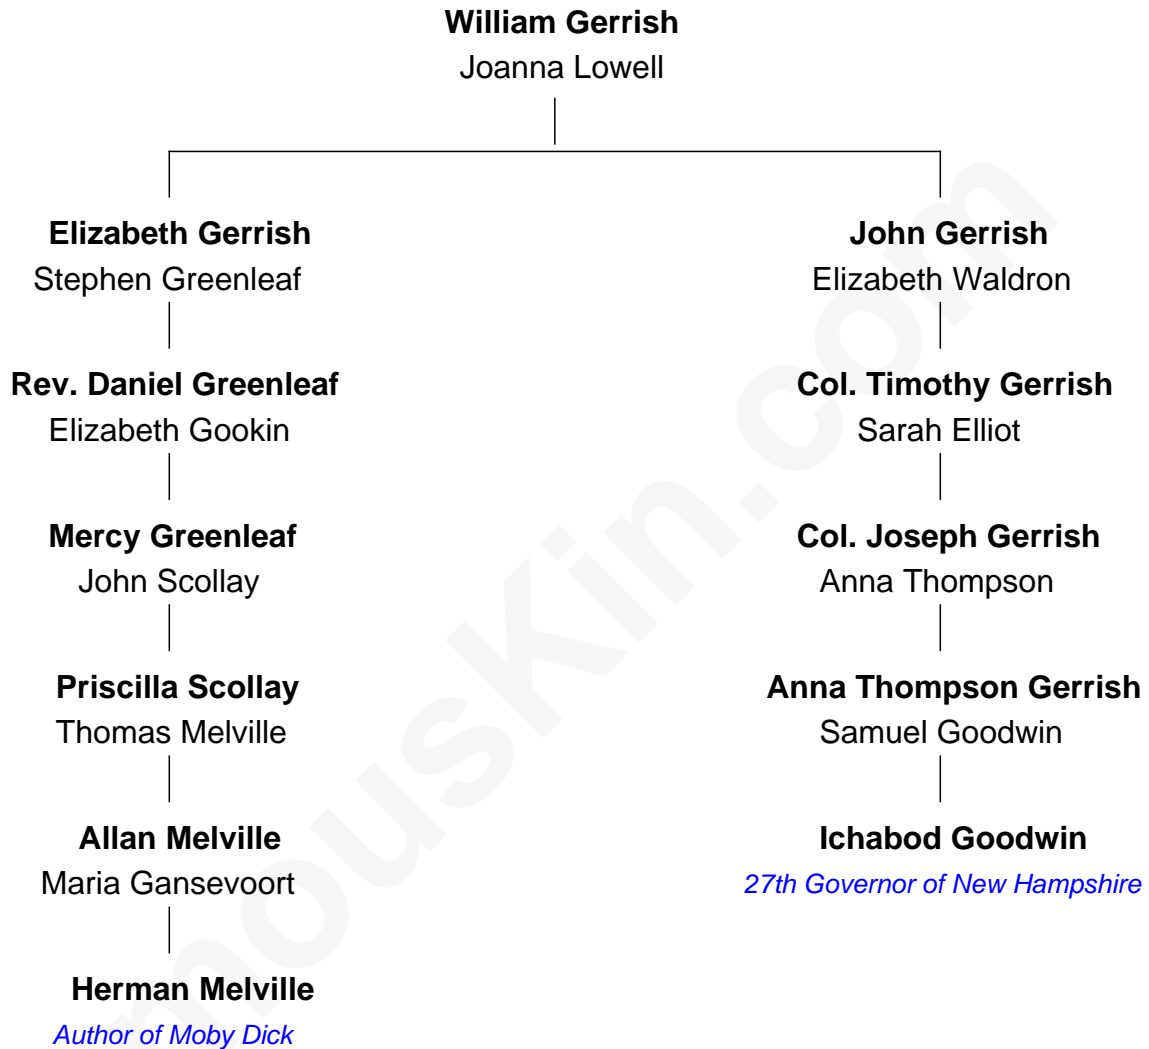 William Gerrish
Joanna Lowell
Elizabeth Gerrish
Stephen Greenleaf
John Gerrish
Elizabeth Waldron
Rev. Daniel Greenleaf
Elizabeth Gookin
Col. Timothy Gerrish
Sarah Elliot
Mercy Greenleaf
John Scollay
Col. Joseph Gerrish
Anna Thompson
Priscilla Scollay
Thomas Melville
Anna Thompson Gerrish
Samuel Goodwin
Allan Melville
Maria Gansevoort
Ichabod Goodwin
27th Governor of New Hampshire
Herman Melville
Author of Moby Dick
mousKin.com